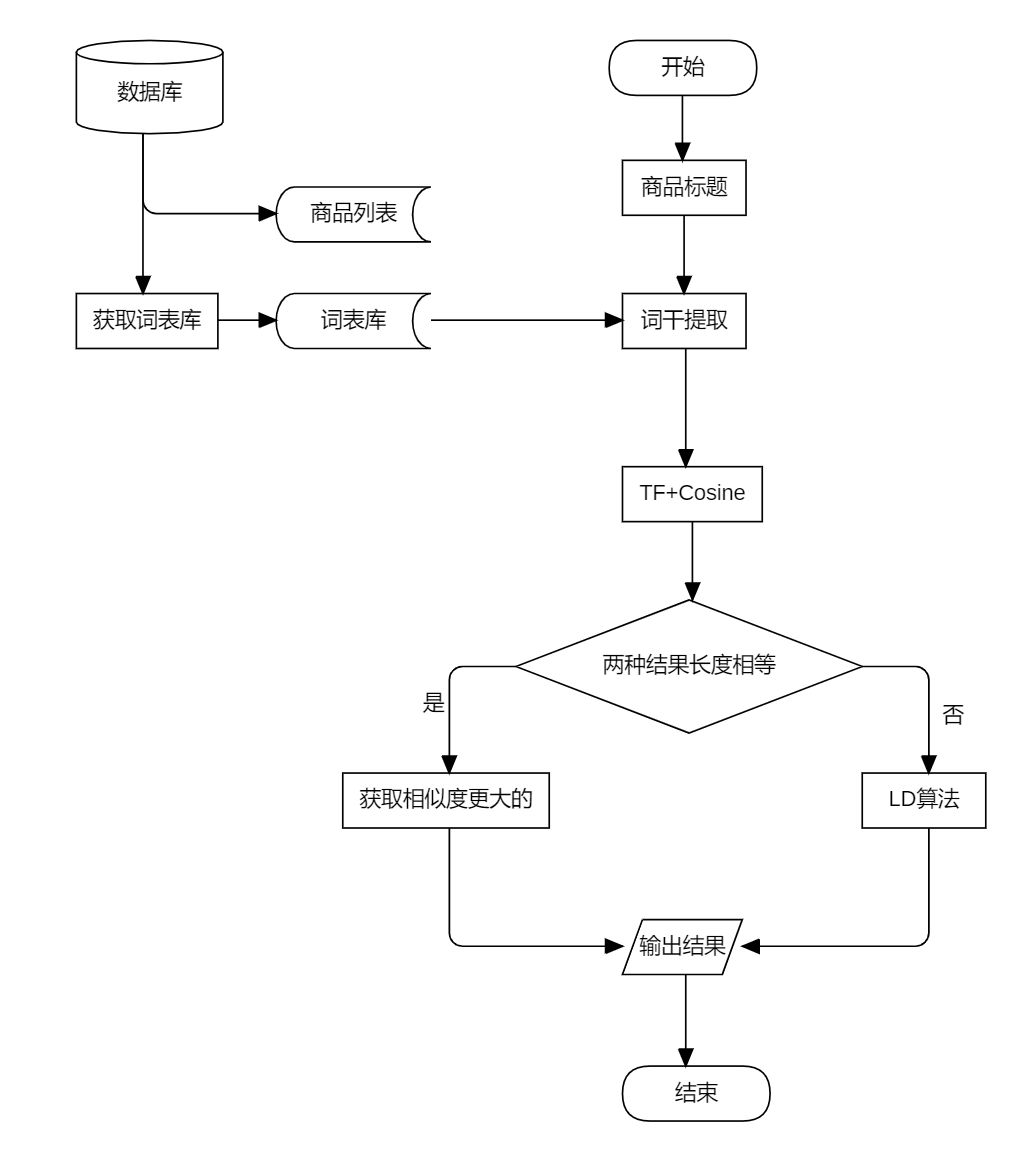 数据库
开始
商品标题
商品列表
获取词表库
词表库
词干提取
TF+Cosine
两种结果长度相等
是
否
获取相似度更大的
LD算法
输出结果
结束